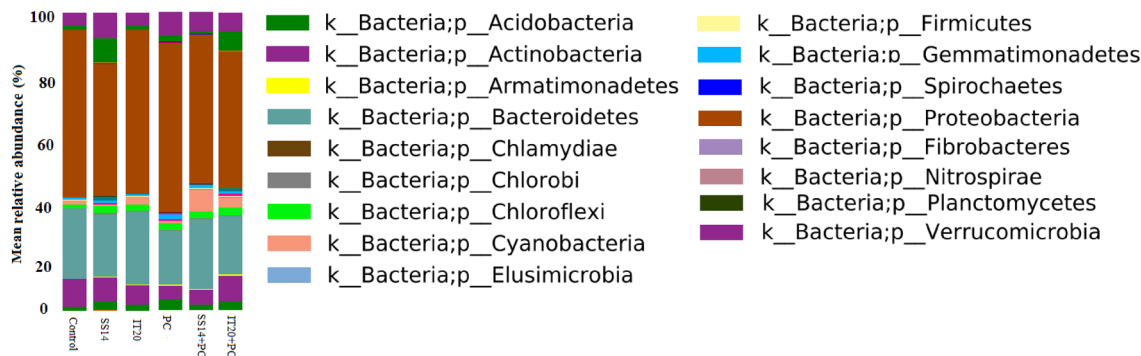 Mean relative abundance (%)
100
80
60
40
20
0
Control
SS14
IT20
PC
SS14+PC
IT20+PC
k__Bacteria;p__Acidobacteria
k__Bacteria;p__Actinobacteria
k__Bacteria;p__Armatimonadetes
k__Bacteria;p__Bacteroidetes
k__Bacteria;p__Chlamydiae
k__Bacteria;p__Chlorobi
k__Bacteria;p__Chloroflexi
k__Bacteria;p__Cyanobacteria
k__Bacteria;p__Elusimicrobia
k__Bacteria;p__Firmicutes
k__Bacteria;p__Gemmatimonadetes
k__Bacteria;p__Spirochaetes
k__Bacteria;p__Proteobacteria
k__Bacteria;p__Fibrobacteres
k__Bacteria;p__Nitrospirae
k__Bacteria;p__Planctomycetes
k__Bacteria;p__Verrucomicrobia